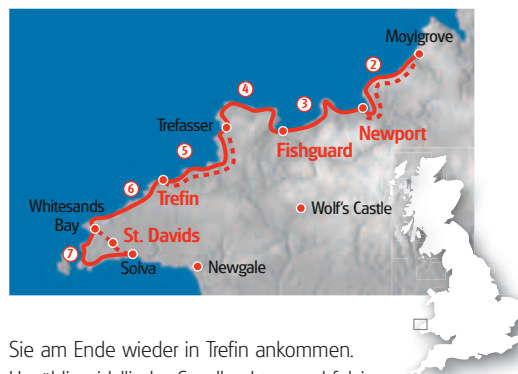 Moylgrove
2
4
3
Trefasser
Newport
Fishguard
5
6
Trefin
Whitesands
Bay
Wolf's Castle
St. Davids
7
Solva
Newgale
Sie am Ende wieder in Trefin ankommen.